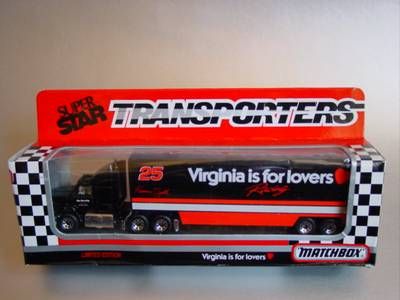 SUPER
STAR
TRANSPORTERS
25
Virginia is for lovers
Racing
LIMITED EDITION
Virginia is for lovers
MATCHBOX